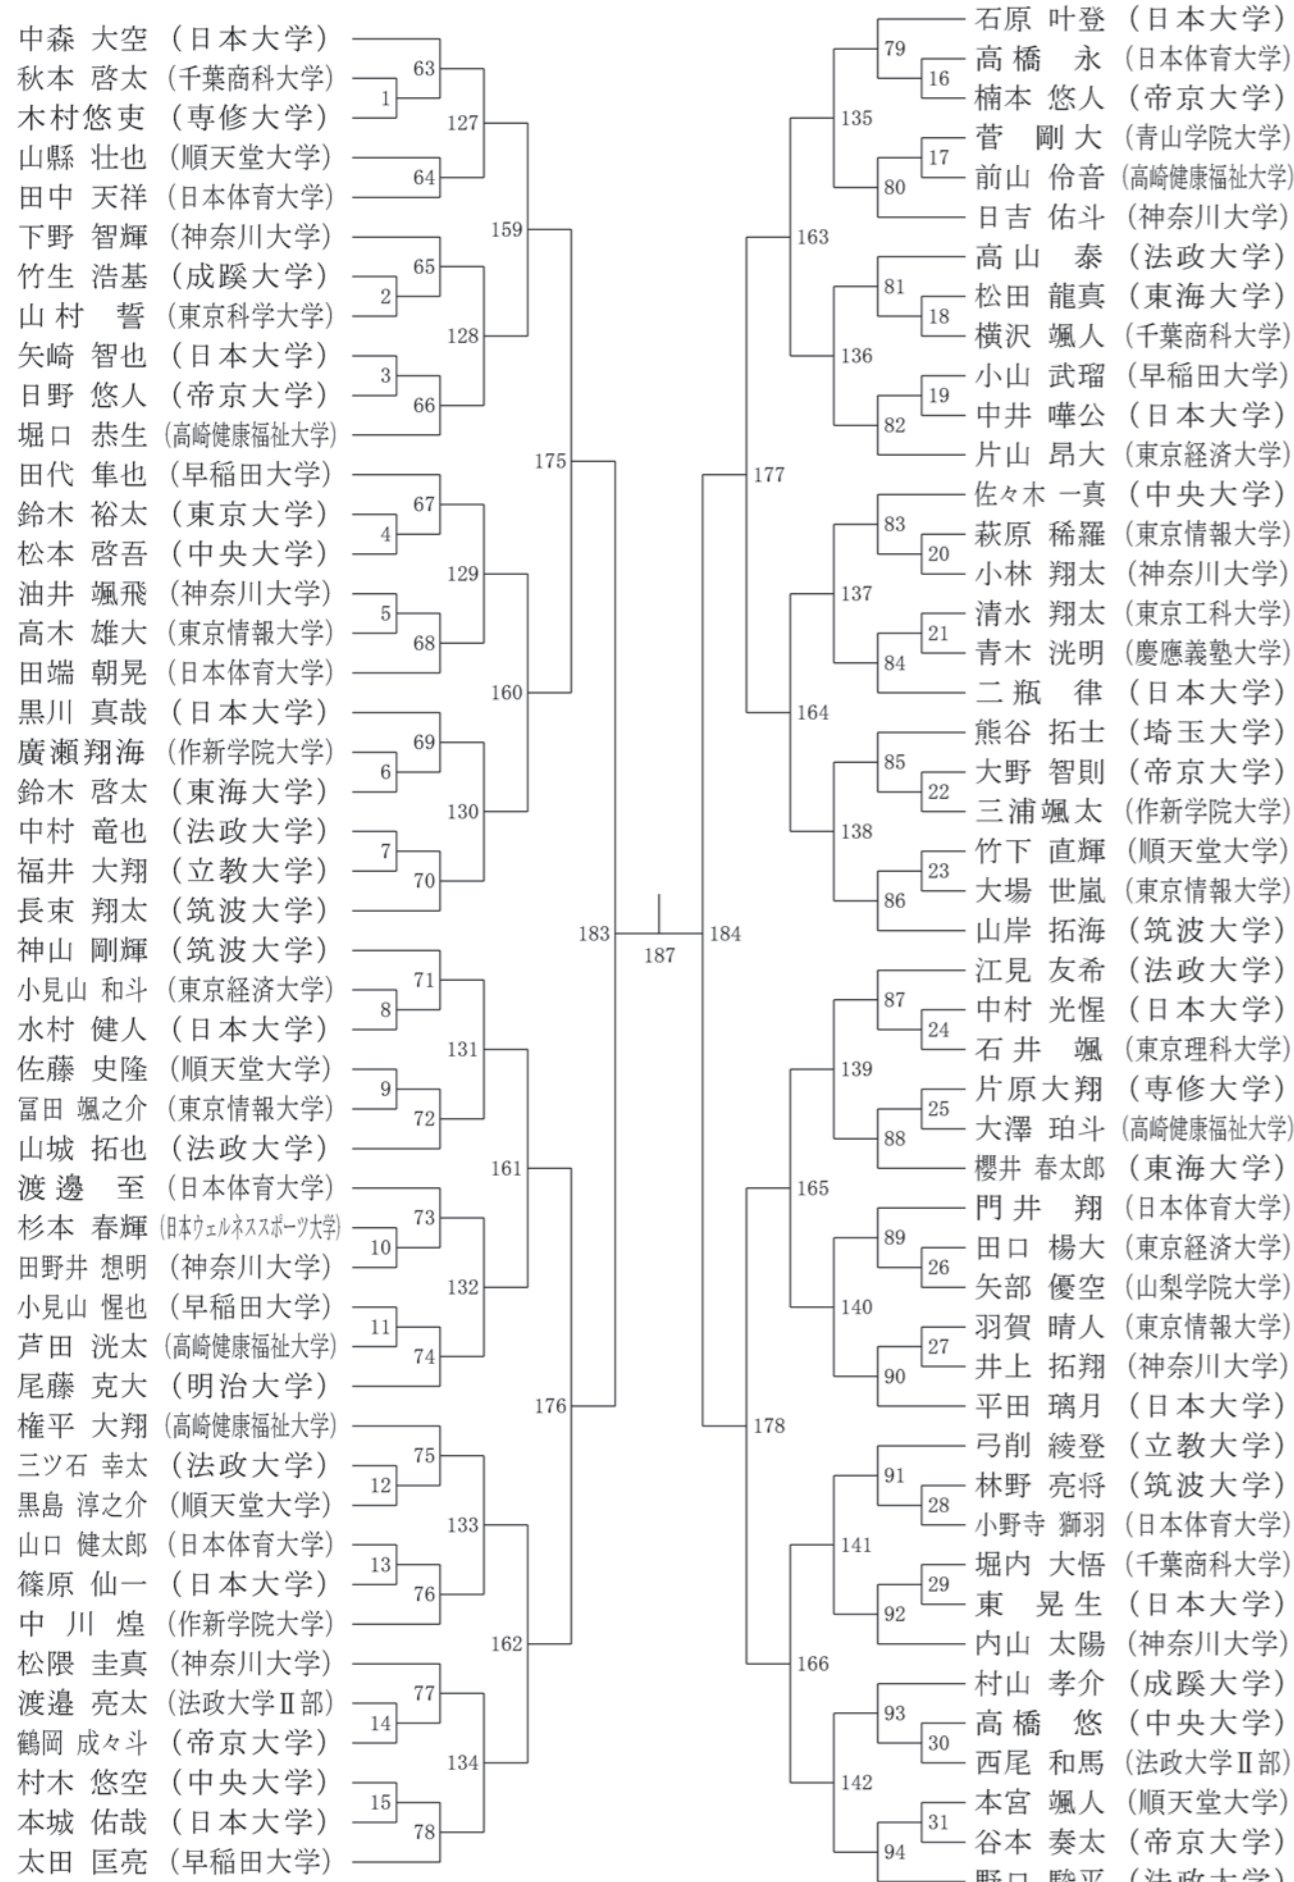 中森 大空 (日本大学)
秋本 啓太 (千葉商科大学)
木村悠吏 (専修大学)
山縣 壮也 (順天堂大学)
田中 天祥 (日本体育大学)
下野 智輝 (神奈川大学)
竹生 浩基 (成蹊大学)
山村 誓 (東京科学大学)
矢崎 智也 (日本大学)
日野 悠人 (帝京大学)
堀口 恭生 (高崎健康福祉大学)
田代 隼也 (早稲田大学)
鈴木 裕太 (東京大学)
松本 啓吾 (中央大学)
油井 颯飛 (神奈川大学)
高木 雄大 (東京情報大学)
田端 朝晃 (日本体育大学)
黒川 真哉 (日本大学)
廣瀬翔海 (作新学院大学)
鈴木 啓太 (東海大学)
中村 竜也 (法政大学)
福井 大翔 (立教大学)
長束 翔太 (筑波大学)
神山 剛輝 (筑波大学)
小見山 和斗 (東京経済大学)
水村 健人 (日本大学)
佐藤 史隆 (順天堂大学)
冨田 颯之介 (東京情報大学)
山城 拓也 (法政大学)
渡邊 至 (日本体育大学)
杉本 春輝 (日本ウェルネススポーツ大学)
田野井 想明 (神奈川大学)
小見山 惺也 (早稲田大学)
芦田 洸太 (高崎健康福祉大学)
尾藤 克大 (明治大学)
権平 大翔 (高崎健康福祉大学)
三ツ石 幸太 (法政大学)
黒島 淳之介 (順天堂大学)
山口 健太郎 (日本体育大学)
篠原 仙一 (日本大学)
中川 煌 (作新学院大学)
松隈 圭真 (神奈川大学)
渡邉 亮太 (法政大学Ⅱ部)
鶴岡 成々斗 (帝京大学)
村木 悠空 (中央大学)
本城 佑哉 (日本大学)
太田 匡亮 (早稲田大学)
1
2
3
4
5
6
7
8
9
10
11
12
13
14
15
63
64
65
66
67
68
69
70
71
72
73
74
75
76
77
78
127
128
129
130
131
132
133
134
159
160
161
162
175
176
183
187
184
177
178
163
164
165
166
135
136
137
138
139
140
141
142
79
80
81
82
83
84
85
86
87
88
89
90
91
92
93
94
16
17
18
19
20
21
22
23
24
25
26
27
28
29
30
31
石原 叶登 (日本大学)
高橋 永 (日本体育大学)
楠本 悠人 (帝京大学)
菅 剛大 (青山学院大学)
前山 伶音 (高崎健康福祉大学)
日吉 佑斗 (神奈川大学)
高山 泰 (法政大学)
松田 龍真 (東海大学)
横沢 颯人 (千葉商科大学)
小山 武瑠 (早稲田大学)
中井 嘩公 (日本大学)
片山 昂大 (東京経済大学)
佐々木 一真 (中央大学)
萩原 稀羅 (東京情報大学)
小林 翔太 (神奈川大学)
清水 翔太 (東京工科大学)
青木 洸明 (慶應義塾大学)
二瓶 律 (日本大学)
熊谷 拓士 (埼玉大学)
大野 智則 (帝京大学)
三浦颯太 (作新学院大学)
竹下 直輝 (順天堂大学)
大場 世嵐 (東京情報大学)
山岸 拓海 (筑波大学)
江見 友希 (法政大学)
中村 光惺 (日本大学)
石井 颯 (東京理科大学)
片原大翔 (専修大学)
大澤 珀斗 (高崎健康福祉大学)
櫻井 春太郎 (東海大学)
門井 翔 (日本体育大学)
田口 楊大 (東京経済大学)
矢部 優空 (山梨学院大学)
羽賀 晴人 (東京情報大学)
井上 拓翔 (神奈川大学)
平田 璃月 (日本大学)
弓削 綾登 (立教大学)
林野 亮将 (筑波大学)
小野寺 獅羽 (日本体育大学)
堀内 大悟 (千葉商科大学)
東 晃生 (日本大学)
内山 太陽 (神奈川大学)
村山 孝介 (成蹊大学)
高橋 悠 (中央大学)
西尾 和馬 (法政大学Ⅱ部)
本宮 颯人 (順天堂大学)
谷本 奏太 (帝京大学)
野口 駿平 (法政大学)